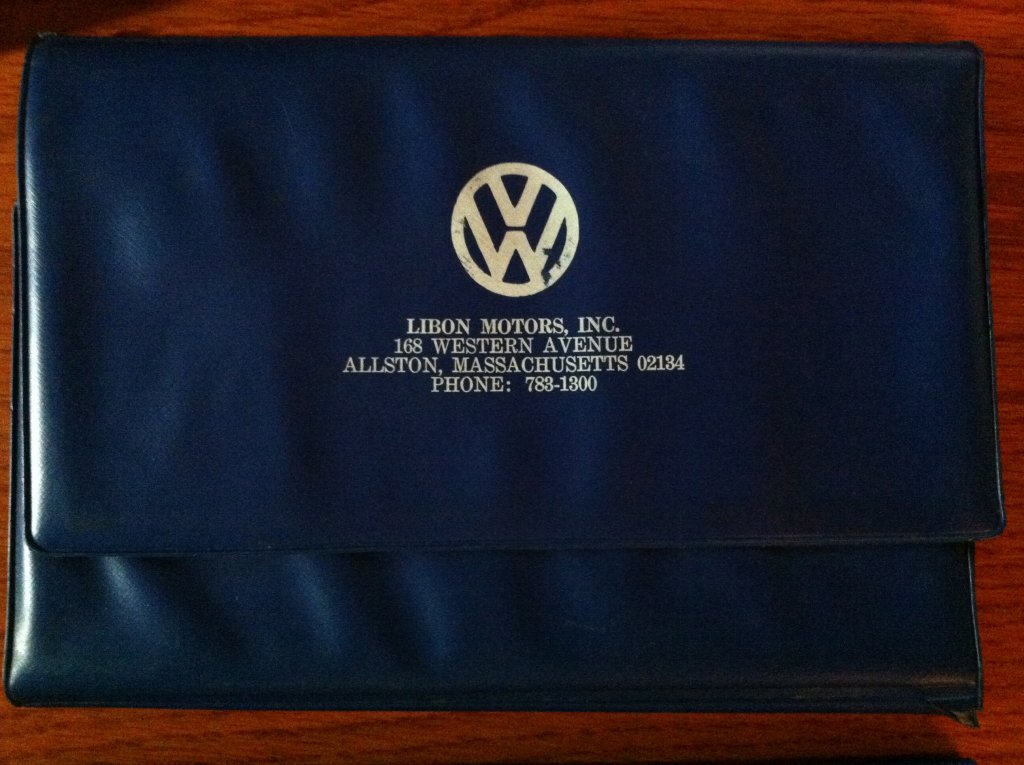 LIBON MOTORS, INC.
168 WESTERN AVENUE
ALLSTON, MASSACHUSETTS 02134
PHONE: 783-1300